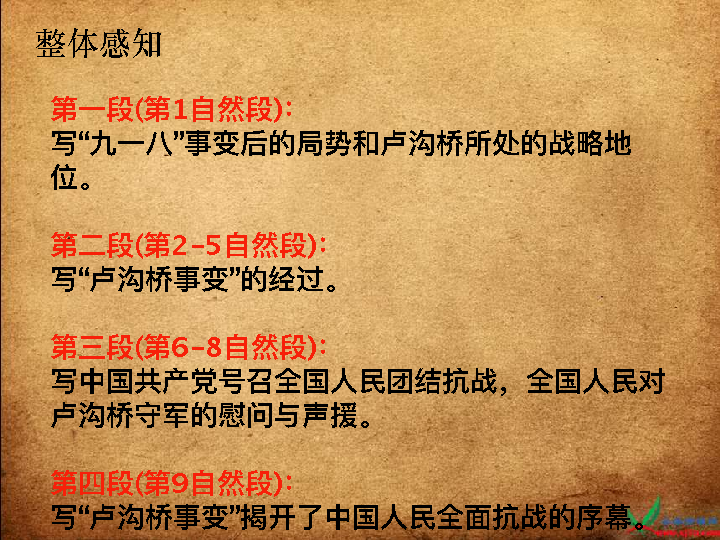 整体感知
第一段(第1自然段):
写“九一八”事变后的局势和卢沟桥所处的战略地
位。
第二段(第2-5自然段):
写“卢沟桥事变”的经过。
第三段(第6-8自然段):
写中国共产党号召全国人民团结抗战，全国人民对
卢沟桥守军的慰问与声援。
第四段(第9自然段):
写“卢沟桥事变”揭开了中国人民全面抗战的序幕。